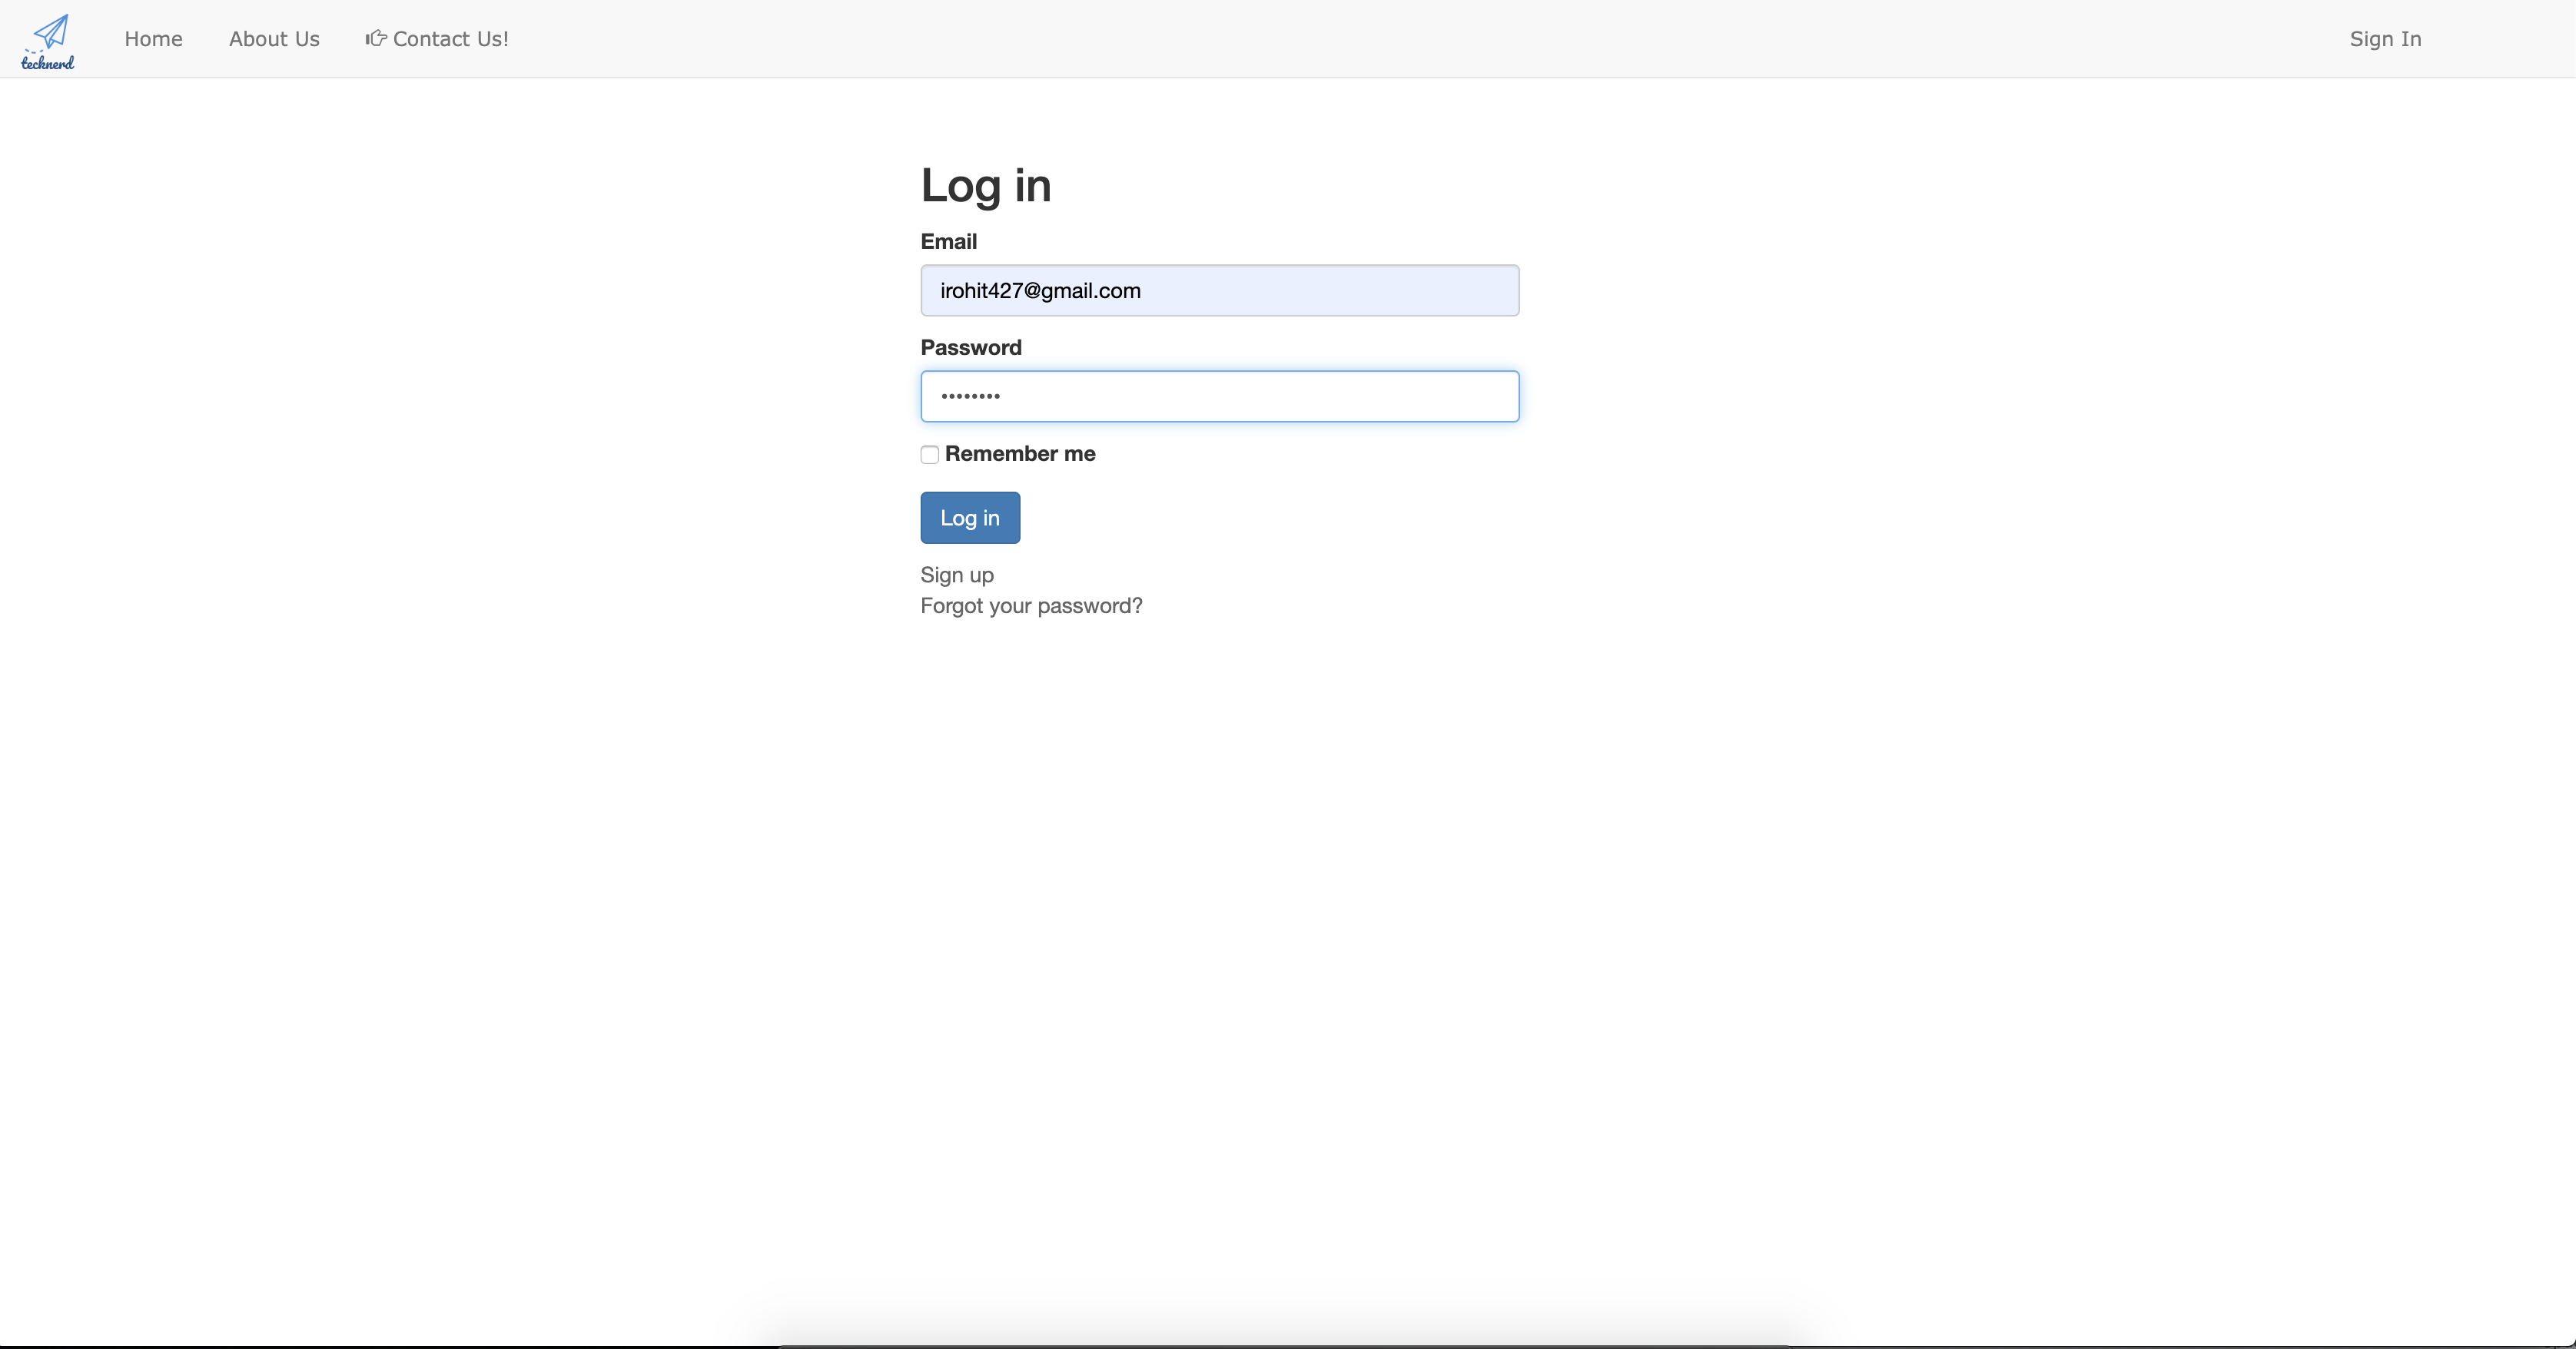 tecknerd
Home
About Us
Contact Us!
Sign In
Log in
Email
irohit427@gmail.com
Password
••••••••
Remember me
Log in
Sign up
Forgot your password?